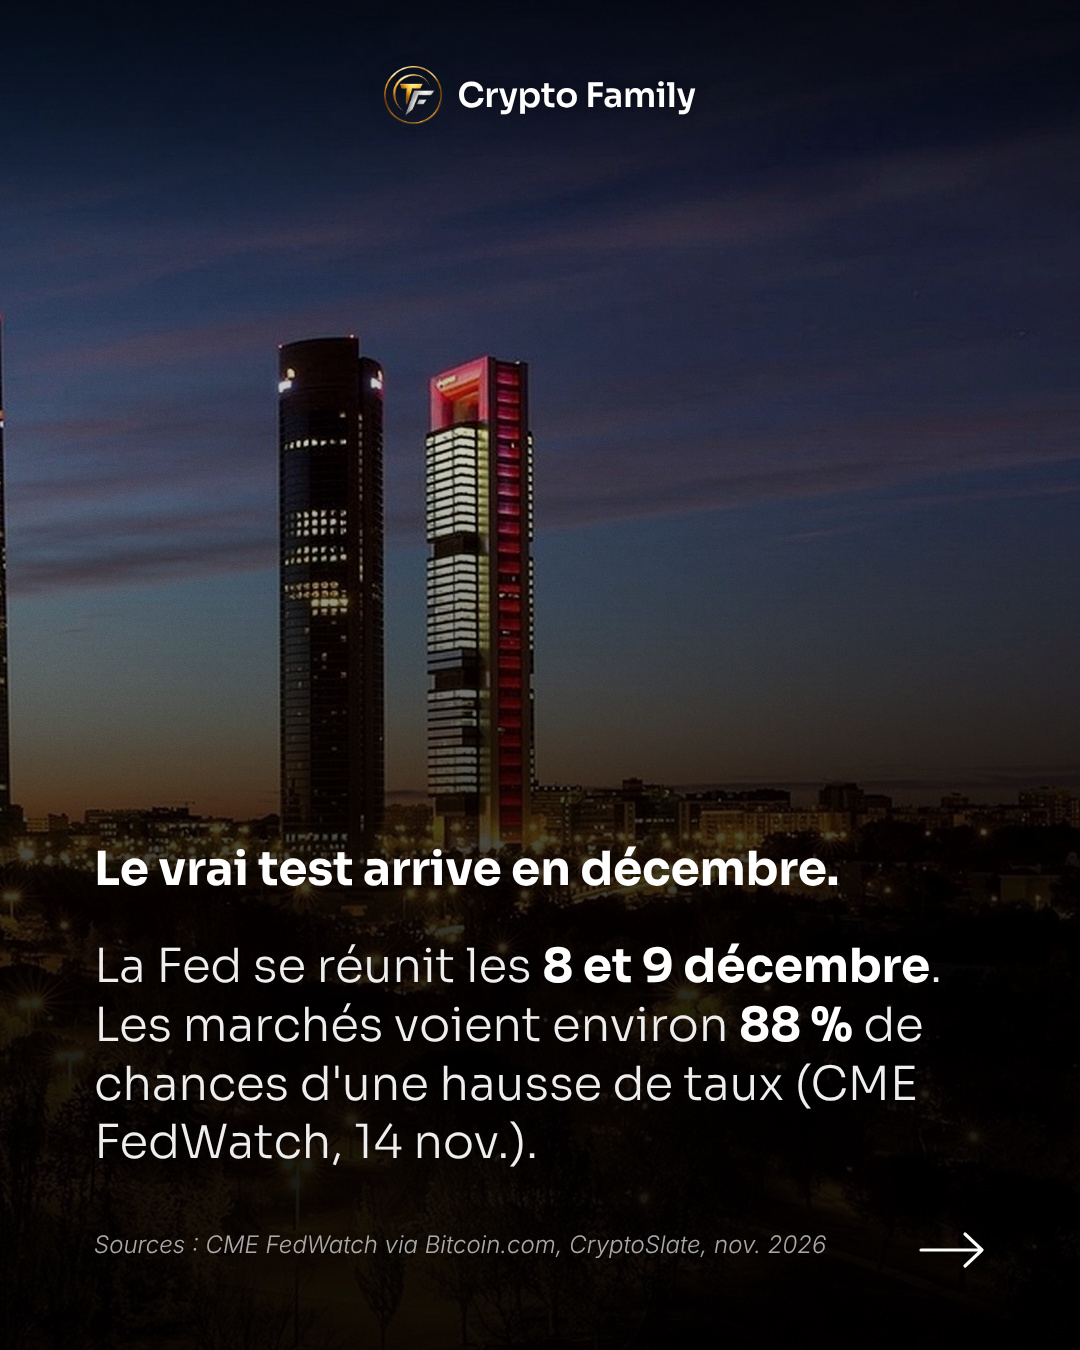 Crypto Family
Le vrai test arrive en décembre.
La Fed se réunit les 8 et 9 décembre.
Les marchés voient environ 88 % de
chances d'une hausse de taux (CME
FedWatch, 14 nov.).
Sources : CME FedWatch via Bitcoin.com, CryptoSlate, nov. 2026